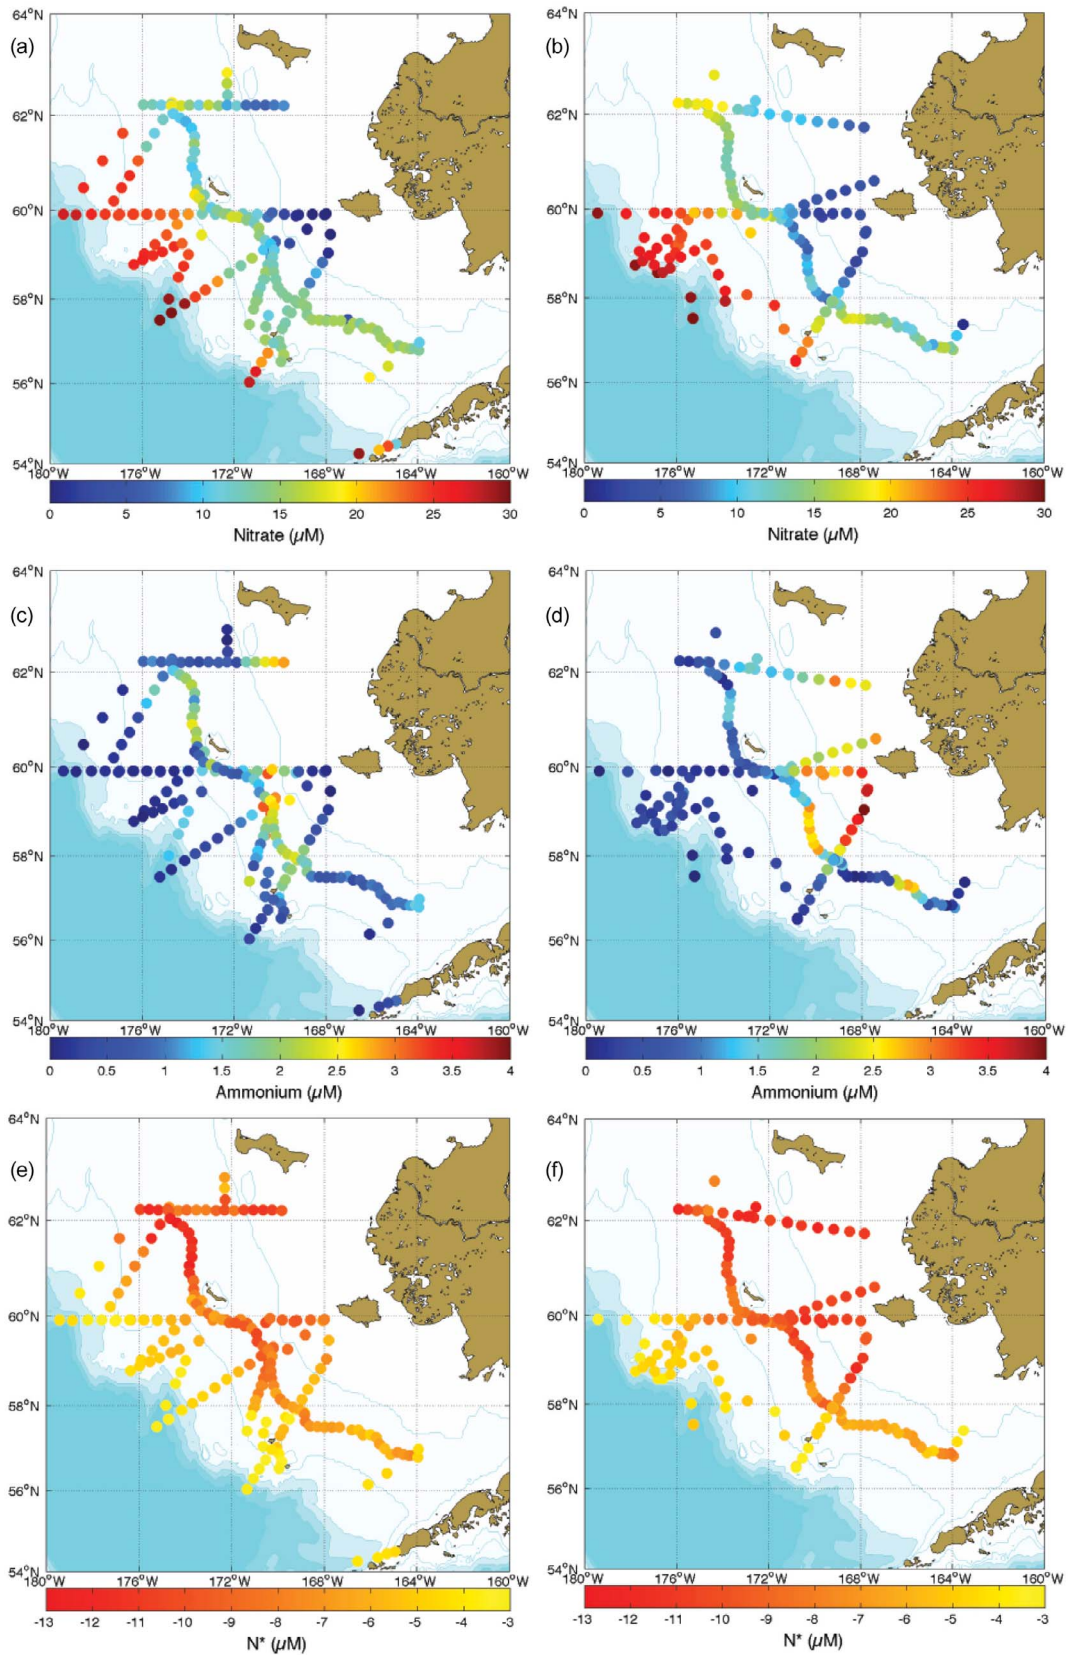 (a)
64°N
62°N
60°N
58°N
56°N
54°N
180°W 176°W 172°W 168°W 164°W 160°W
0 5 10 15 20 25 30
Nitrate (µM)
(b)
64°N
62°N
60°N
58°N
56°N
54°N
180°W 176°W 172°W 168°W 164°W 160°W
0 5 10 15 20 25 30
Nitrate (µM)
(c)
64°N
62°N
60°N
58°N
56°N
54°N
180°W 176°W 172°W 168°W 164°W 160°W
0 0.5 1 1.5 2 2.5 3 3.5 4
Ammonium (µM)
(d)
64°N
62°N
60°N
58°N
56°N
54°N
180°W 176°W 172°W 168°W 164°W 160°W
0 0.5 1 1.5 2 2.5 3 3.5 4
Ammonium (µM)
(e)
64°N
62°N
60°N
58°N
56°N
54°N
180°W 176°W 172°W 168°W 164°W 160°W
-13 -12 -11 -10 -9 -8 -7 -6 -5 -4 -3
N* (µM)
(f)
64°N
62°N
60°N
58°N
56°N
54°N
180°W 176°W 172°W 168°W 164°W 160°W
-13 -12 -11 -10 -9 -8 -7 -6 -5 -4 -3
N* (µM)